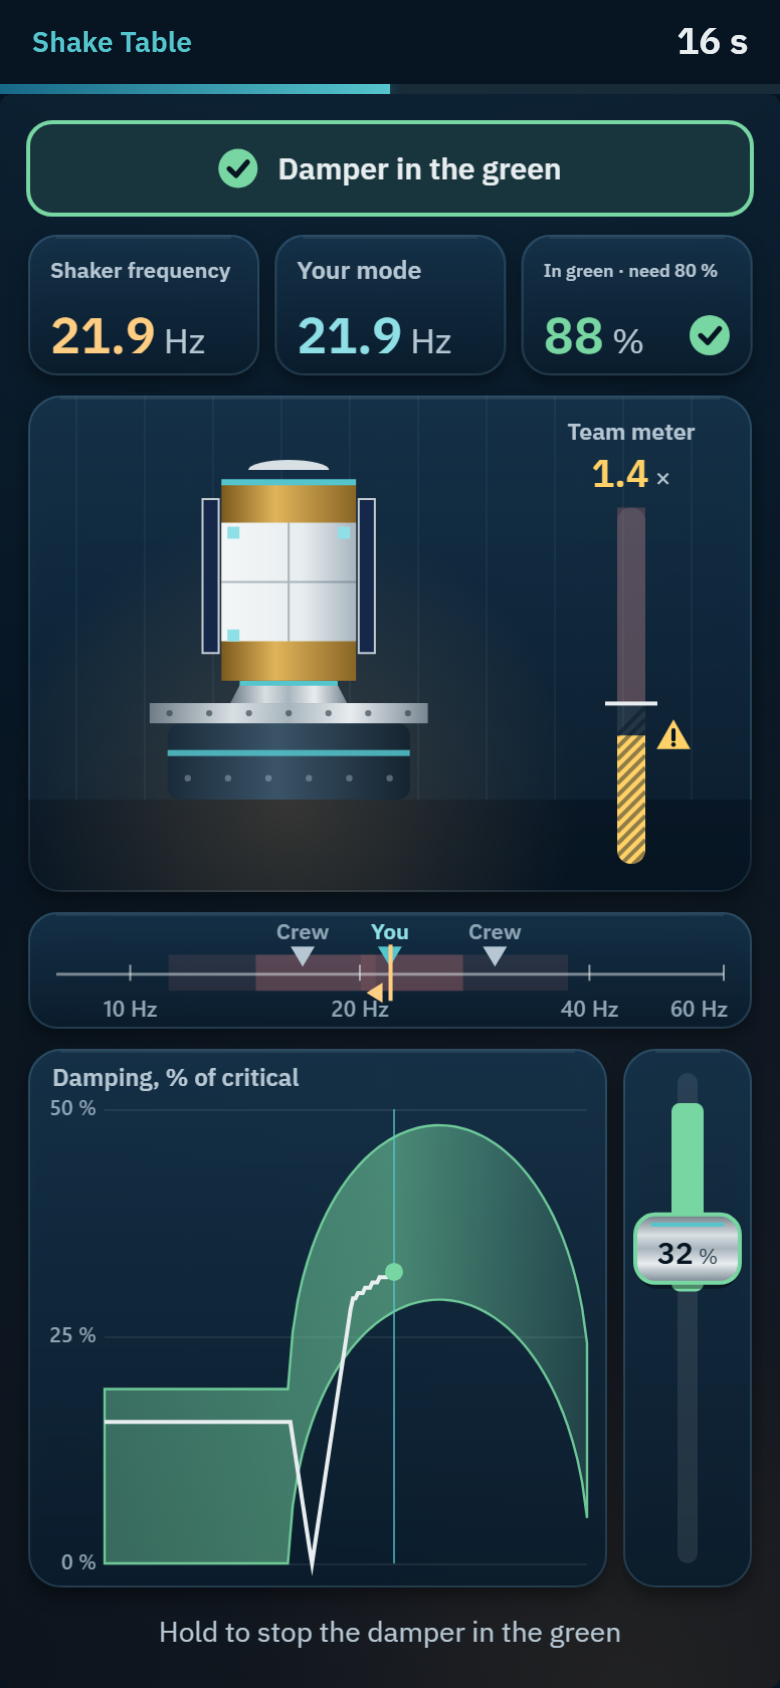 Shake Table
16 s
Damper in the green
Shaker frequency
21.9 Hz
Your mode
21.9 Hz
In green · need 80 %
88 %
Team meter
1.4 ×
Crew
You
Crew
10 Hz
20 Hz
40 Hz
60 Hz
Damping, % of critical
50 %
25 %
0 %
32 %
Hold to stop the damper in the green